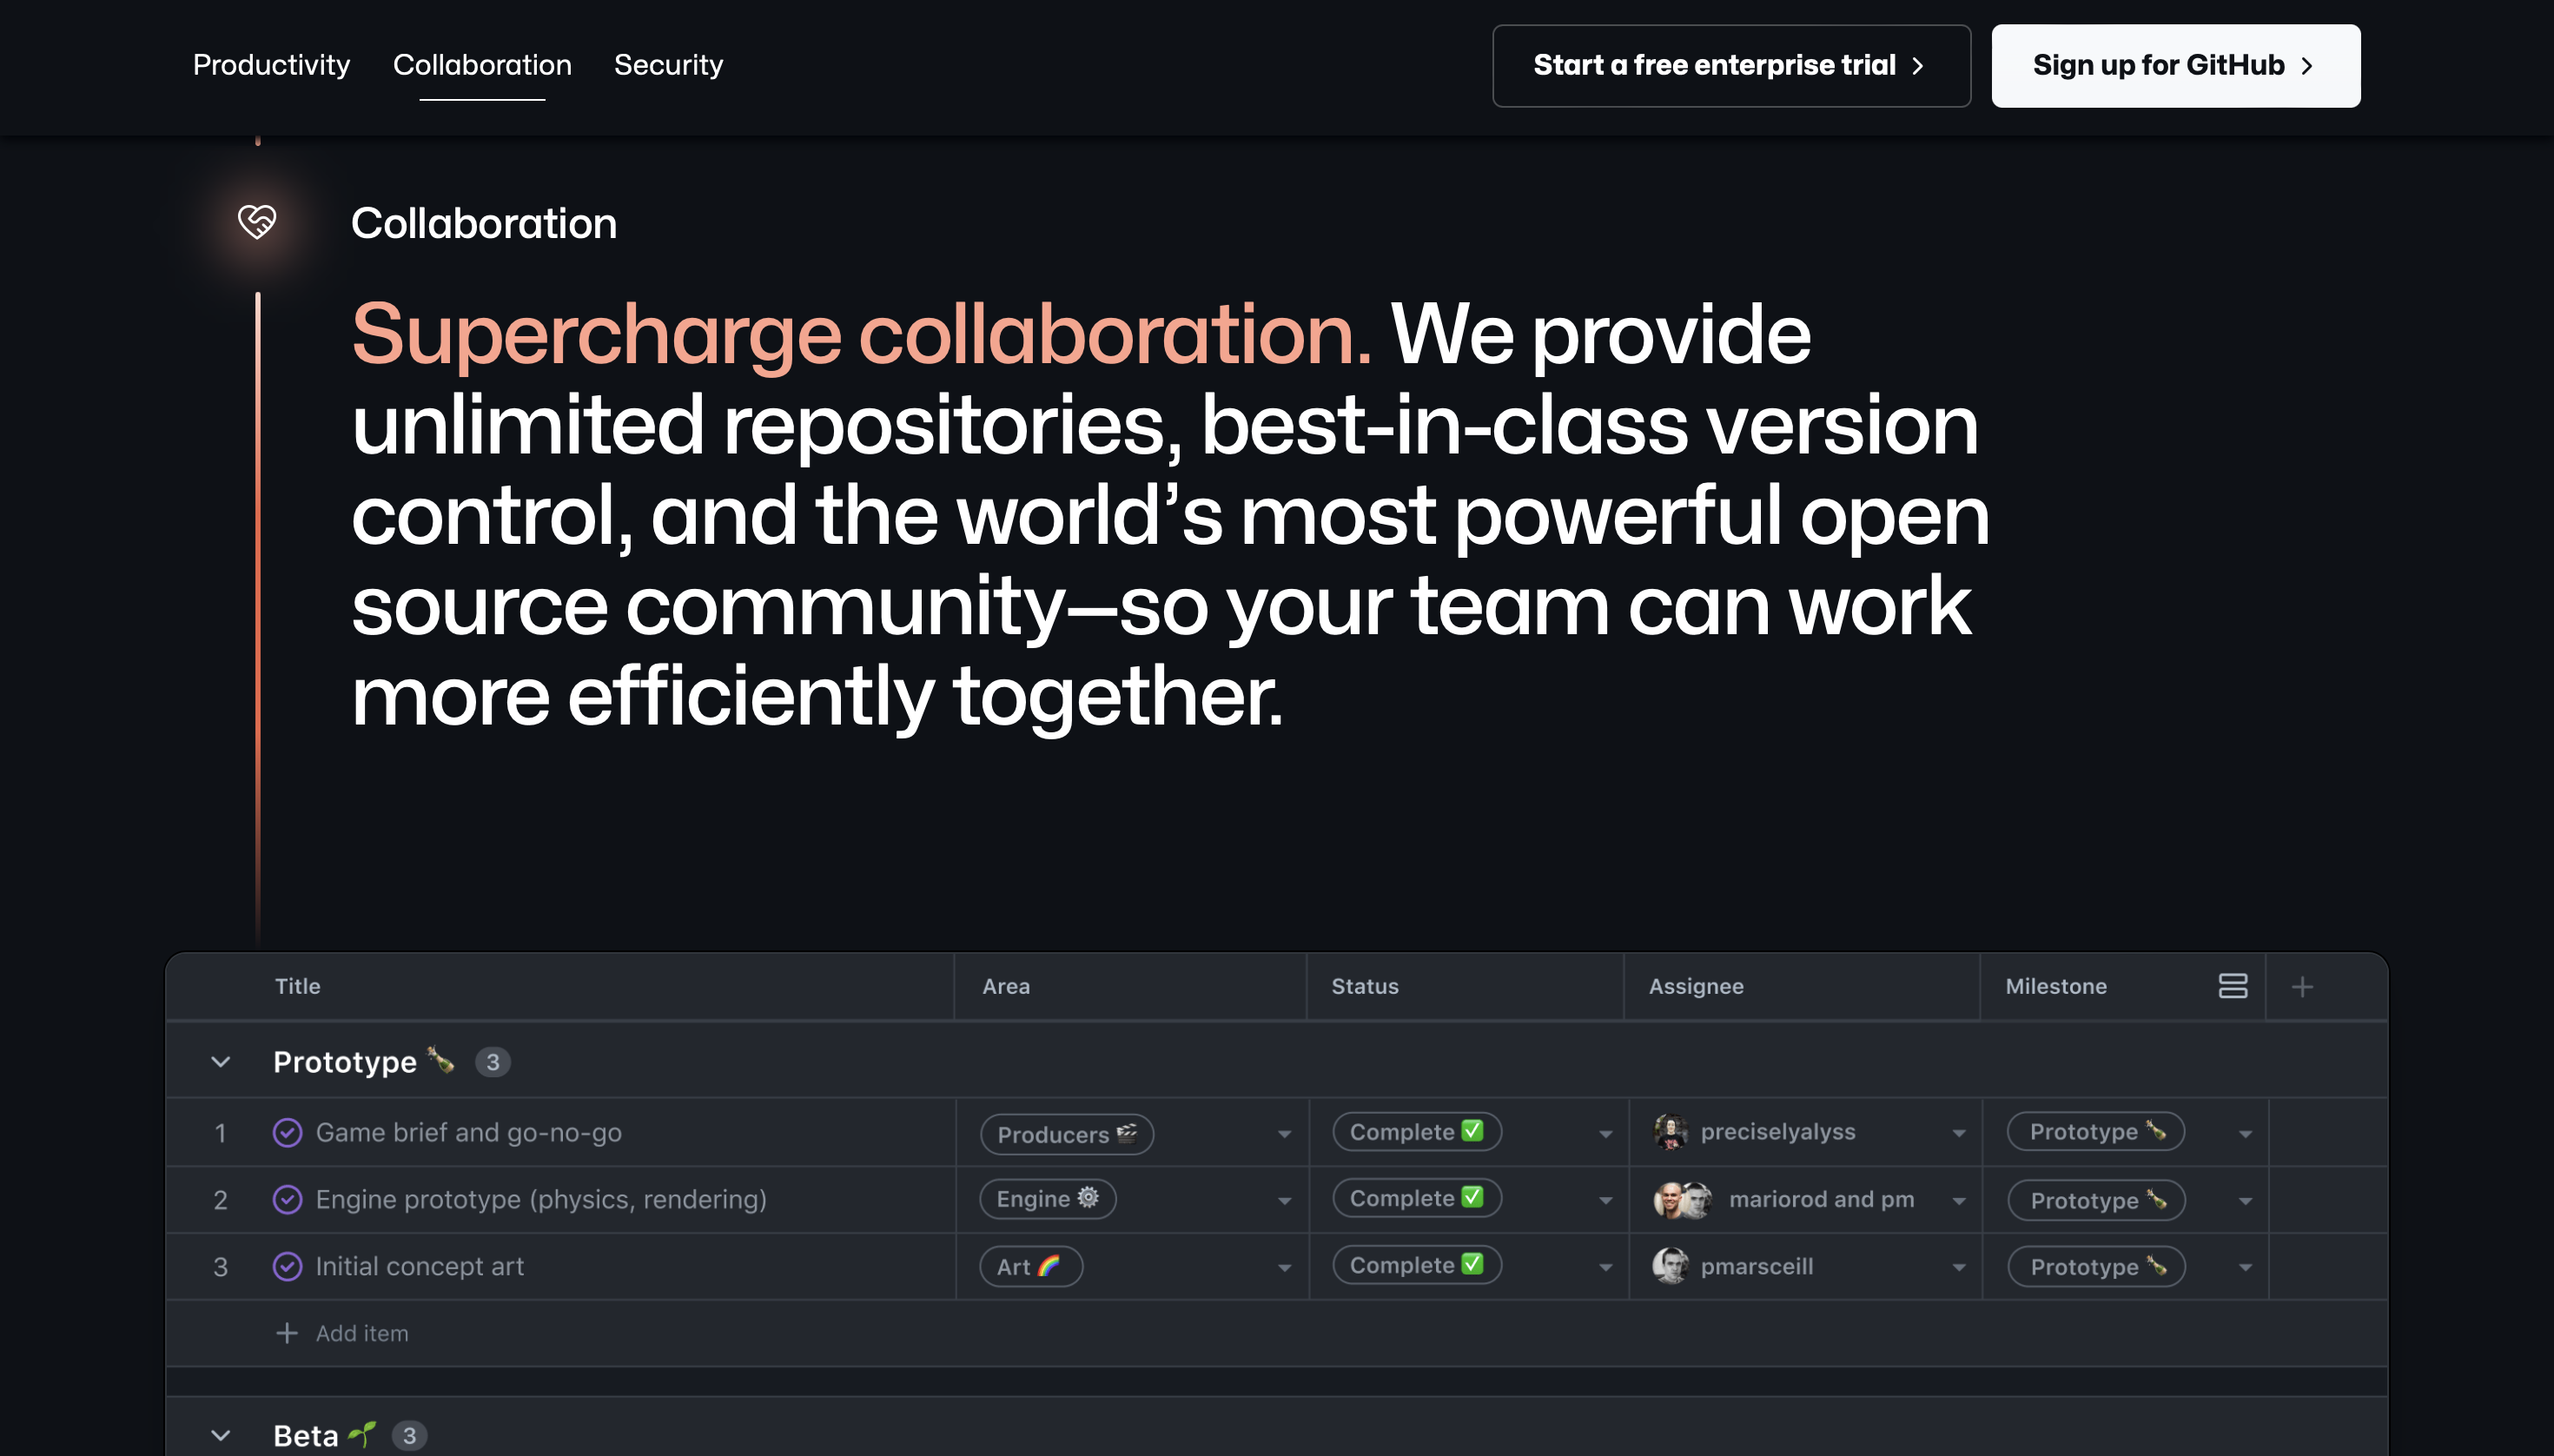 Productivity Collaboration Security Start a free enterprise trial Sign up for GitHub
Collaboration
Supercharge collaboration. We provide
unlimited repositories, best-in-class version
control, and the world’s most powerful open
source community—so your team can work
more efficiently together.
Title Area Status Assignee Milestone
Prototype 🍾 3
1 Game brief and go-no-go Producers 🎬 Complete ✅ preciselyalyss Prototype 🍾
2 Engine prototype (physics, rendering) Engine ⚙️ Complete ✅ mariorod and pm Prototype 🍾
3 Initial concept art Art 🌈 Complete ✅ pmarsceill Prototype 🍾
Add item
Beta 🌱 3